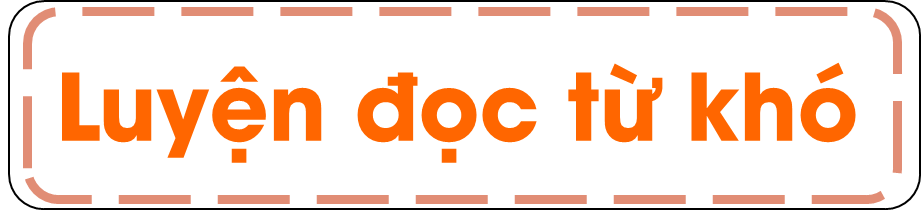 Luyện đọc từ khó